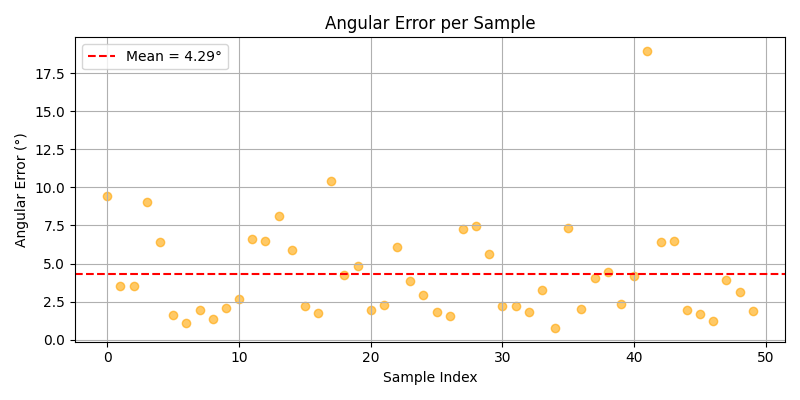 Angular Error per Sample
Mean = 4.29°
Angular Error (°)
17.5
15.0
12.5
10.0
7.5
5.0
2.5
0.0
0 10 20 30 40 50
Sample Index